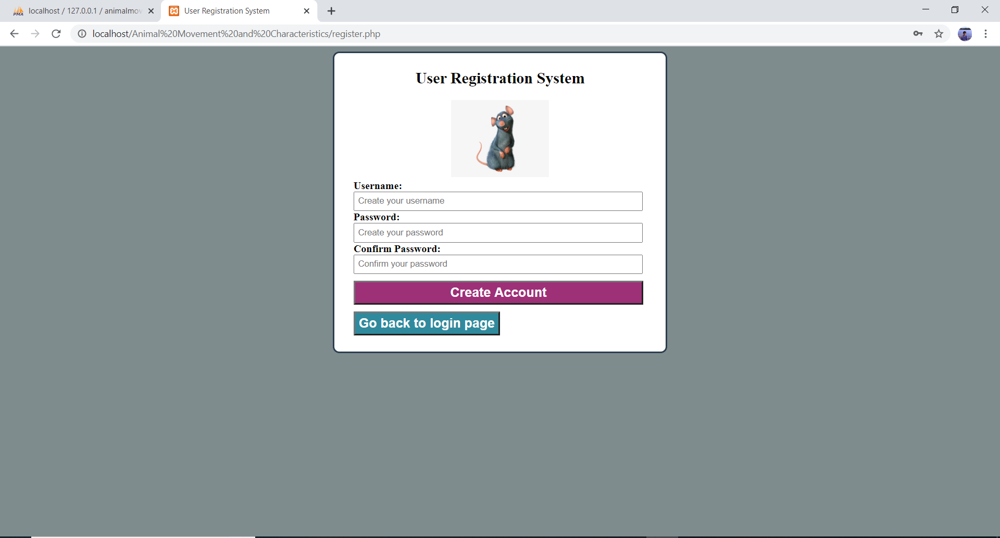 PMA
localhost / 127.0.0.1 / animalmov
User Registration System
localhost/Animal%20Movement%20and%20Characteristics/register.php
User Registration System
Username:
Create your username
Password:
Create your password
Confirm Password:
Confirm your password
Create Account
Go back to login page